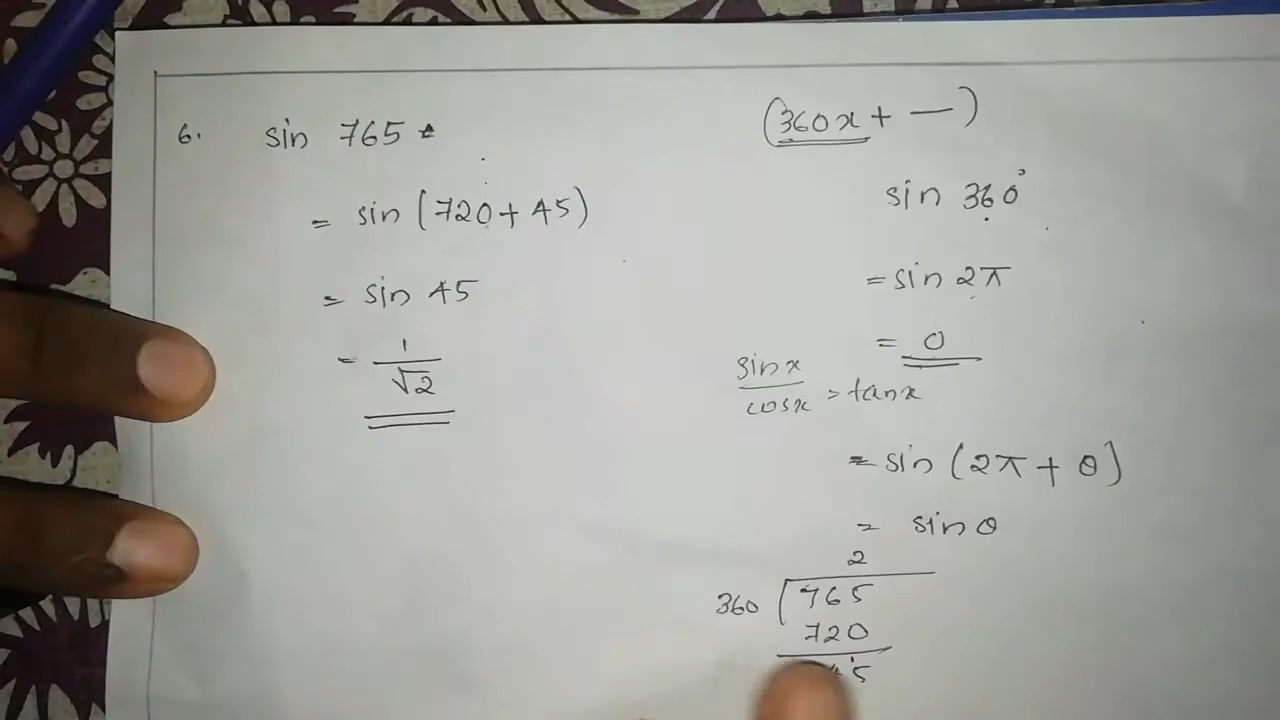 6. sin 765
= sin (720 + 45)
= sin 45
= 1
√2
(360x + —)
sin 360°
= sin 2π
= 0
sin x
cos x = tan x
= sin (2π + θ)
= sin θ
2
360 765
720
45